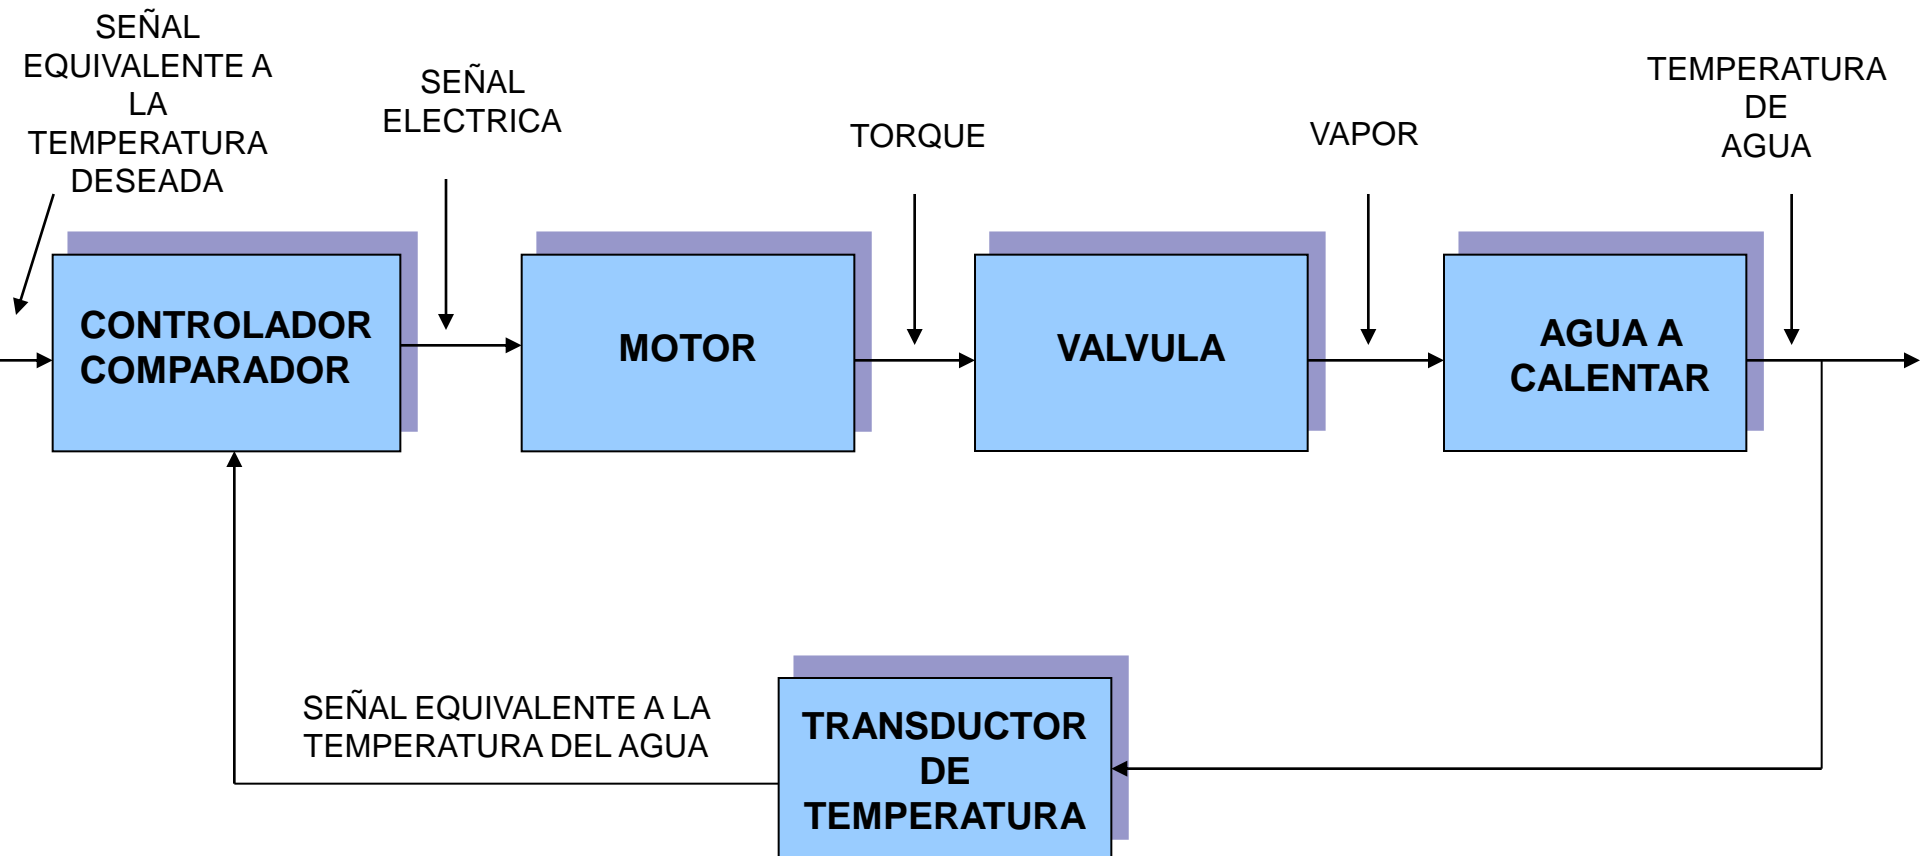 SEÑAL
EQUIVALENTE A
LA
TEMPERATURA
DESEADA
SEÑAL
ELECTRICA
TORQUE
VAPOR
TEMPERATURA
DE
AGUA
CONTROLADOR
COMPARADOR
MOTOR
VALVULA
AGUA A
CALENTAR
SEÑAL EQUIVALENTE A LA
TEMPERATURA DEL AGUA
TRANSDUCTOR
DE
TEMPERATURA